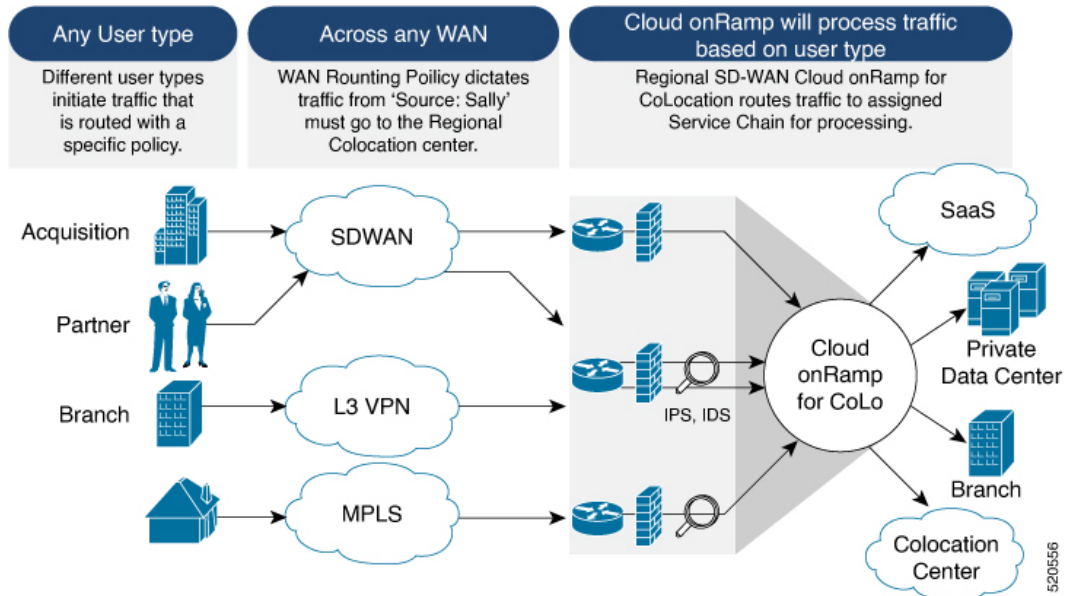 Any User type
Different user types
initiate traffic that
is routed with a
specific policy.
Across any WAN
WAN Rounting Poilicy dictates
traffic from ‘Source: Sally’
must go to the Regional
Colocation center.
Cloud onRamp will process traffic
based on user type
Regional SD-WAN Cloud onRamp for
CoLocation routes traffic to assigned
Service Chain for processing.
Acquisition
Partner
Branch
SDWAN
L3 VPN
MPLS
IPS, IDS
Cloud
onRamp
for CoLo
SaaS
Private
Data Center
Branch
Colocation
Center
520556